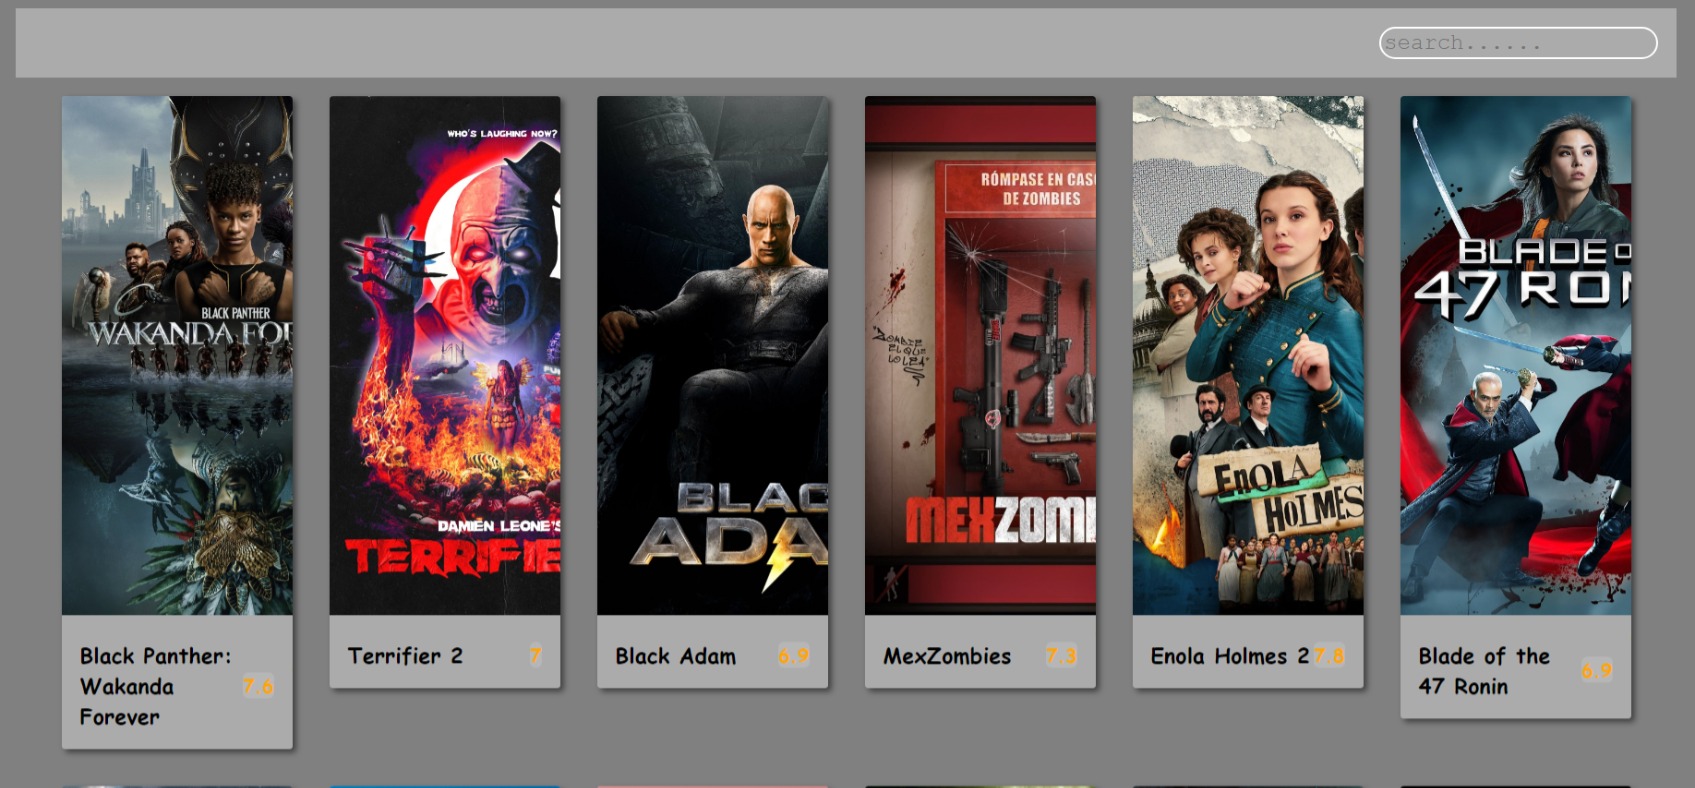 search......
WHO'S LAUGHING NOW?
DAMIEN LEONE'S
TERRIFIE
BLACK PANTHER
WAKANDA FOR
BLAC
ADA
RÓMPASE EN CASO
DE ZOMBIES
MEXZOMB
ENOLA
HOLMES
BLADE O
47 RON
Black Panther:
Wakanda
Forever
7.6
Terrifier 2
7
Black Adam
6.9
MexZombies
7.3
Enola Holmes 2
7.8
Blade of the
47 Ronin
6.9